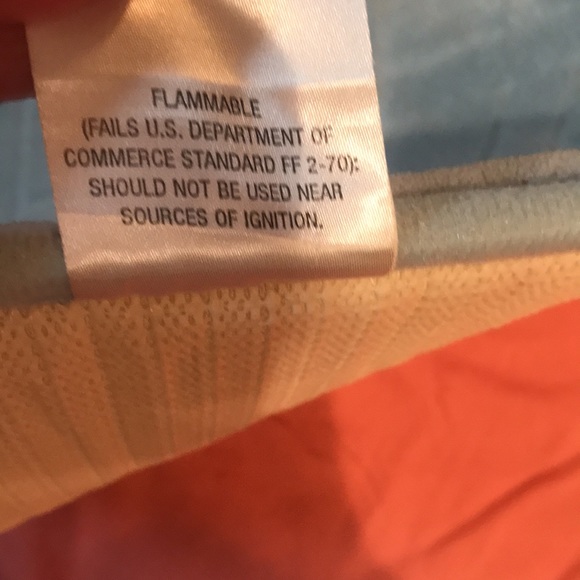 FLAMMABLE
(FAILS U.S. DEPARTMENT OF
COMMERCE STANDARD FF 2-70):
SHOULD NOT BE USED NEAR
SOURCES OF IGNITION.